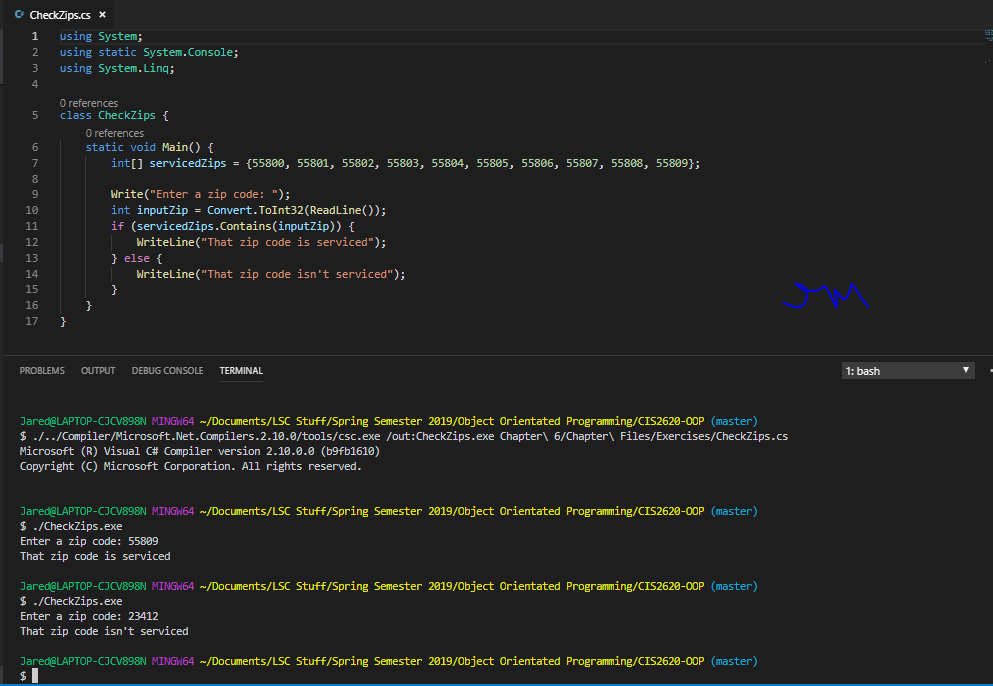 CheckZips.cs ×
1 using System;
2 using static System.Console;
3 using System.Linq;
4
0 references
5 class CheckZips {
0 references
6 static void Main() {
7 int[] servicedZips = {55800, 55801, 55802, 55803, 55804, 55805, 55806, 55807, 55808, 55809};
8
9 Write("Enter a zip code: ");
10 int inputZip = Convert.ToInt32(ReadLine());
11 if (servicedZips.Contains(inputZip)) {
12 WriteLine("That zip code is serviced");
13 } else {
14 WriteLine("That zip code isn't serviced");
15 }
16 }
17 }
PROBLEMS OUTPUT DEBUG CONSOLE TERMINAL 1: bash
Jared@LAPTOP-CJCV898N MINGW64 ~/Documents/LSC Stuff/Spring Semester 2019/Object Orientated Programming/CIS2620-OOP (master)
$ ./../Compiler/Microsoft.Net.Compilers.2.10.0/tools/csc.exe /out:CheckZips.exe Chapter\ 6/Chapter\ Files/Exercises/CheckZips.cs
Microsoft (R) Visual C# Compiler version 2.10.0.0 (b9fb1610)
Copyright (C) Microsoft Corporation. All rights reserved.
Jared@LAPTOP-CJCV898N MINGW64 ~/Documents/LSC Stuff/Spring Semester 2019/Object Orientated Programming/CIS2620-OOP (master)
$ ./CheckZips.exe
Enter a zip code: 55809
That zip code is serviced
Jared@LAPTOP-CJCV898N MINGW64 ~/Documents/LSC Stuff/Spring Semester 2019/Object Orientated Programming/CIS2620-OOP (master)
$ ./CheckZips.exe
Enter a zip code: 23412
That zip code isn't serviced
Jared@LAPTOP-CJCV898N MINGW64 ~/Documents/LSC Stuff/Spring Semester 2019/Object Orientated Programming/CIS2620-OOP (master)
$